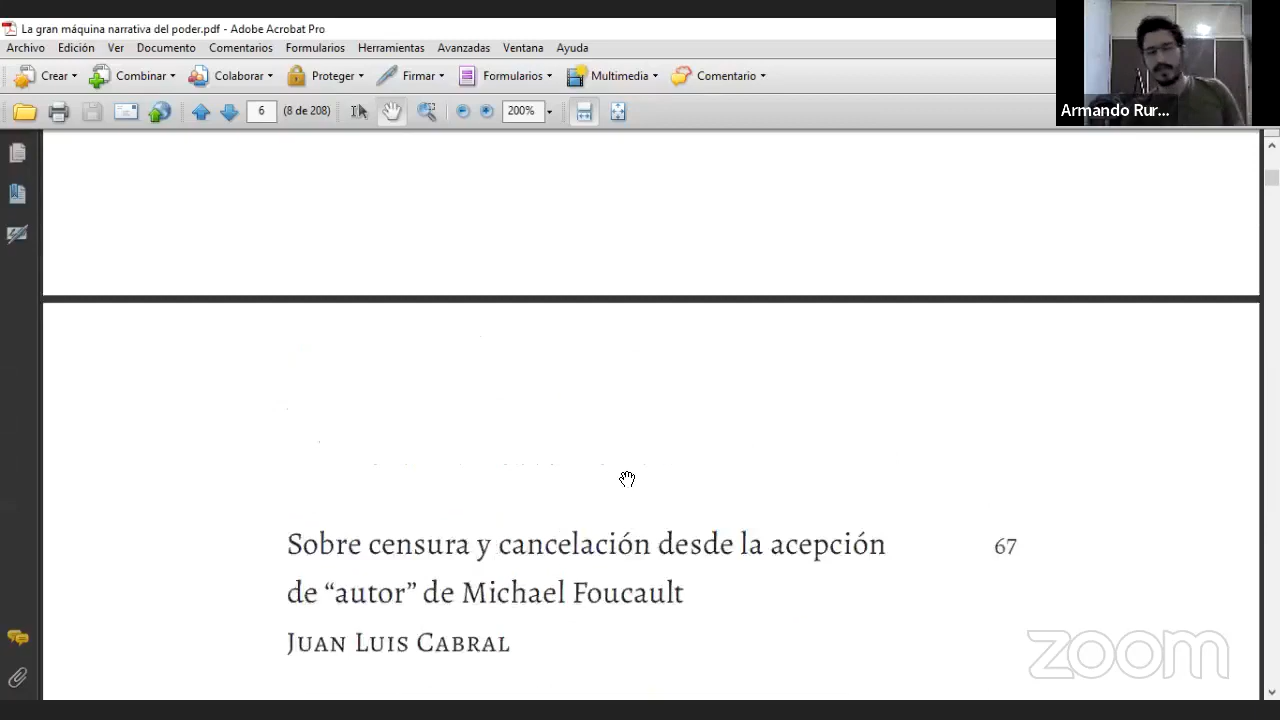 La gran máquina narrativa del poder.pdf - Adobe Acrobat Pro
Archivo Edición Ver Documento Comentarios Formularios Herramientas Avanzadas Ventana Ayuda
Crear Combinar Colaborar Proteger Firmar Formularios Multimedia Comentario
6 (8 de 208) 200%
Armando Rur...
Sobre censura y cancelación desde la acepción 67
de “autor” de Michael Foucault
Juan Luis Cabral
zoom